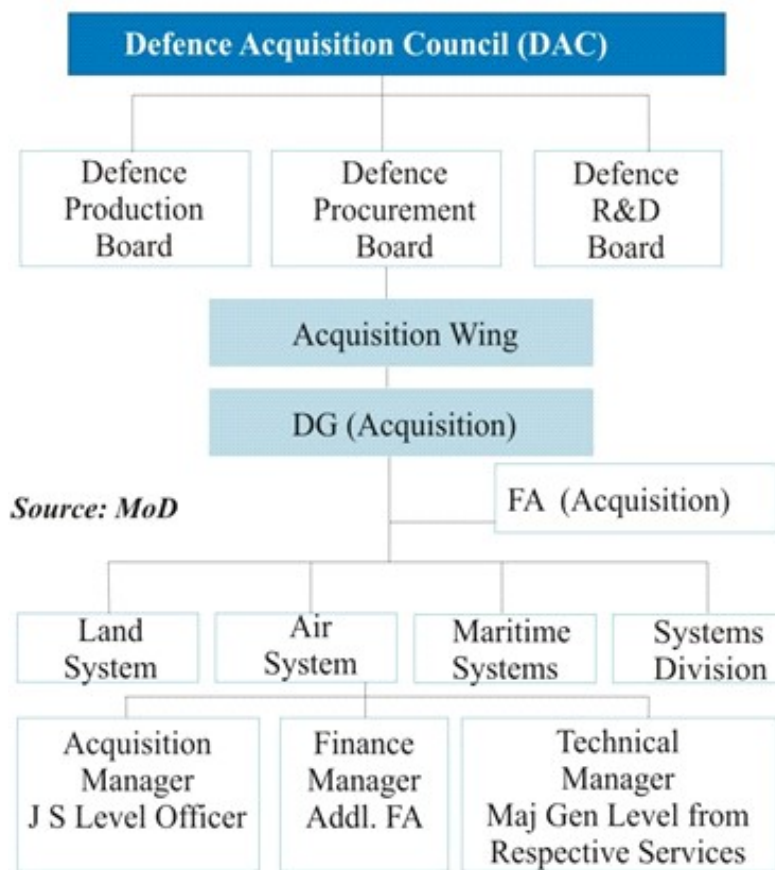 Defence Acquisition Council (DAC)
Defence
Production
Board
Defence
Procurement
Board
Defence
R&D
Board
Acquisition Wing
DG (Acquisition)
Source: MoD
FA (Acquisition)
Land
System
Air
System
Maritime
Systems
Systems
Division
Acquisition
Manager
J S Level Officer
Finance
Manager
Addl. FA
Technical
Manager
Maj Gen Level from
Respective Services